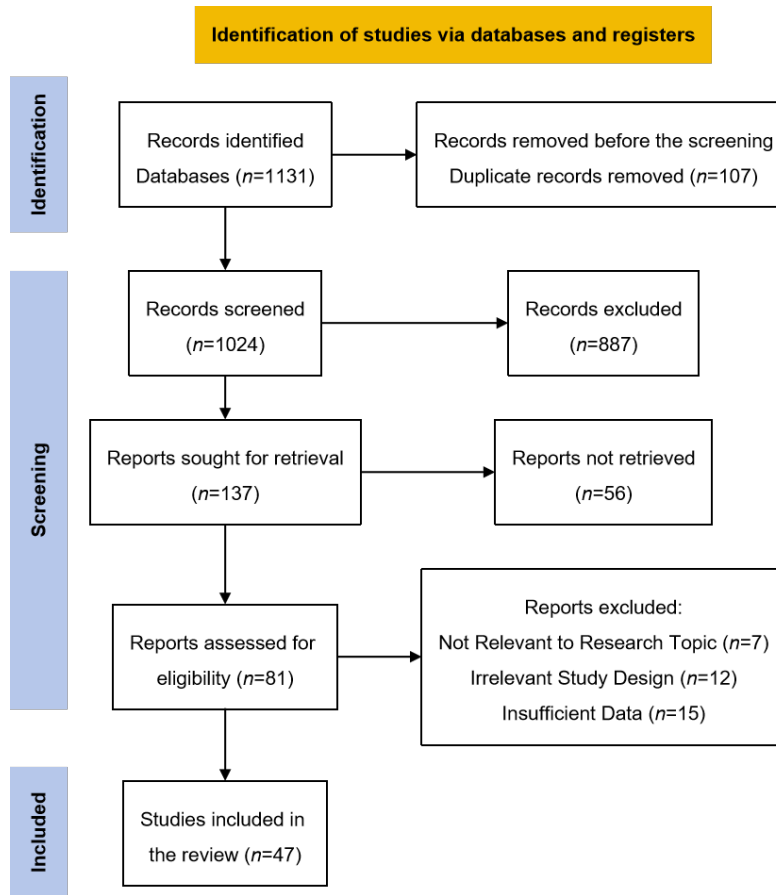 Identification of studies via databases and registers
Identification
Records identified
Databases (n=1131)
Records removed before the screening
Duplicate records removed (n=107)
Screening
Records screened
(n=1024)
Records excluded
(n=887)
Reports sought for retrieval
(n=137)
Reports not retrieved
(n=56)
Reports assessed for
eligibility (n=81)
Reports excluded:
Not Relevant to Research Topic (n=7)
Irrelevant Study Design (n=12)
Insufficient Data (n=15)
Included
Studies included in
the review (n=47)